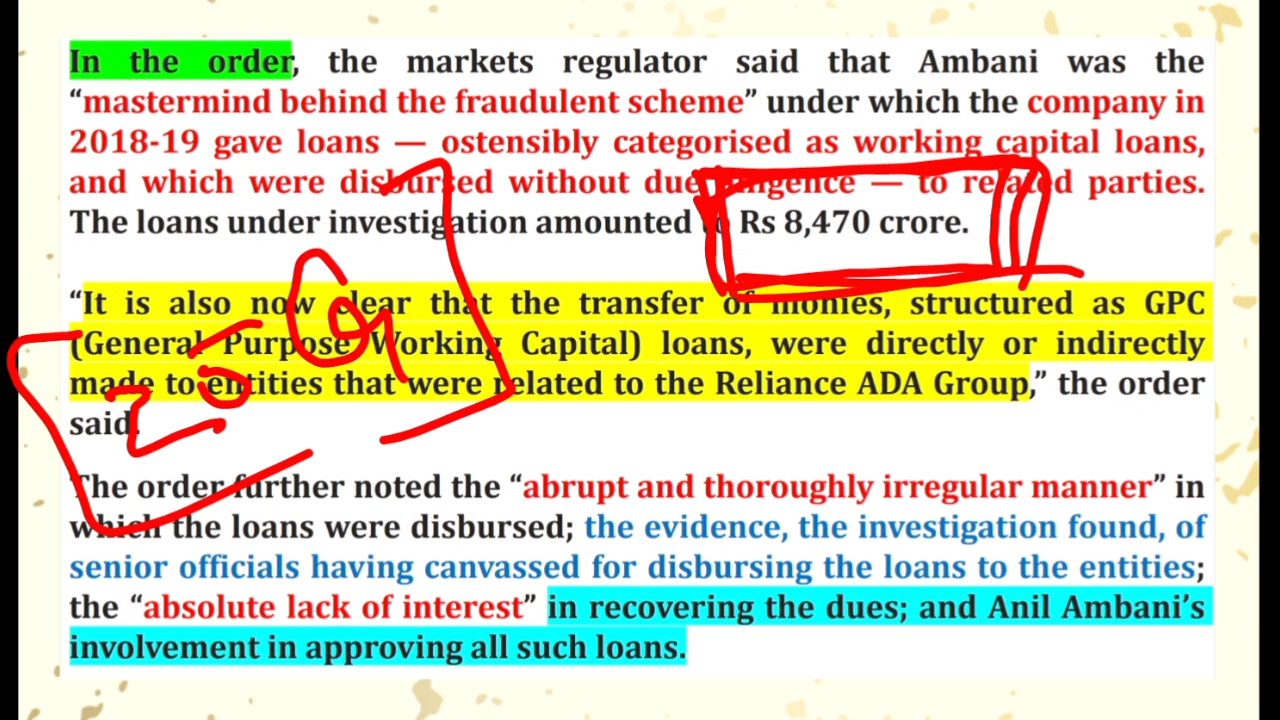 In the order, the markets regulator said that Ambani was the
“mastermind behind the fraudulent scheme” under which the company in
2018-19 gave loans — ostensibly categorised as working capital loans,
and which were disbursed without due diligence — to related parties.
The loans under investigation amounted to Rs 8,470 crore.
“It is also now clear that the transfer of monies, structured as GPC
(General Purpose Working Capital) loans, were directly or indirectly
made to entities that were related to the Reliance ADA Group,” the order
said.
The order further noted the “abrupt and thoroughly irregular manner” in
which the loans were disbursed; the evidence, the investigation found, of
senior officials having canvassed for disbursing the loans to the entities;
the “absolute lack of interest” in recovering the dues; and Anil Ambani’s
involvement in approving all such loans.